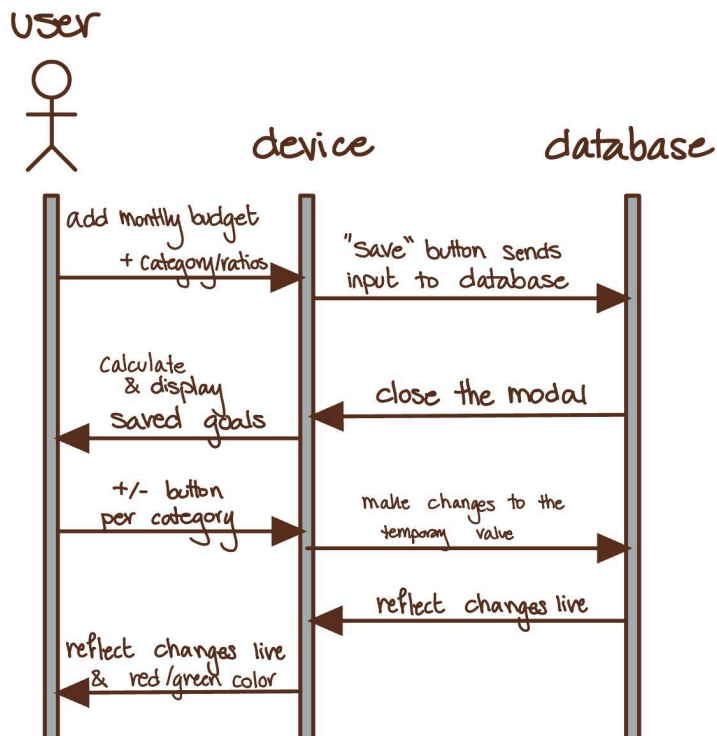 user
device
database
add monthly budget
+ category/ratios
"save" button sends
input to database
calculate
& display
saved goals
close the modal
+/- button
per category
make changes to the
temporary value
reflect changes live
reflect changes live
& red/green color